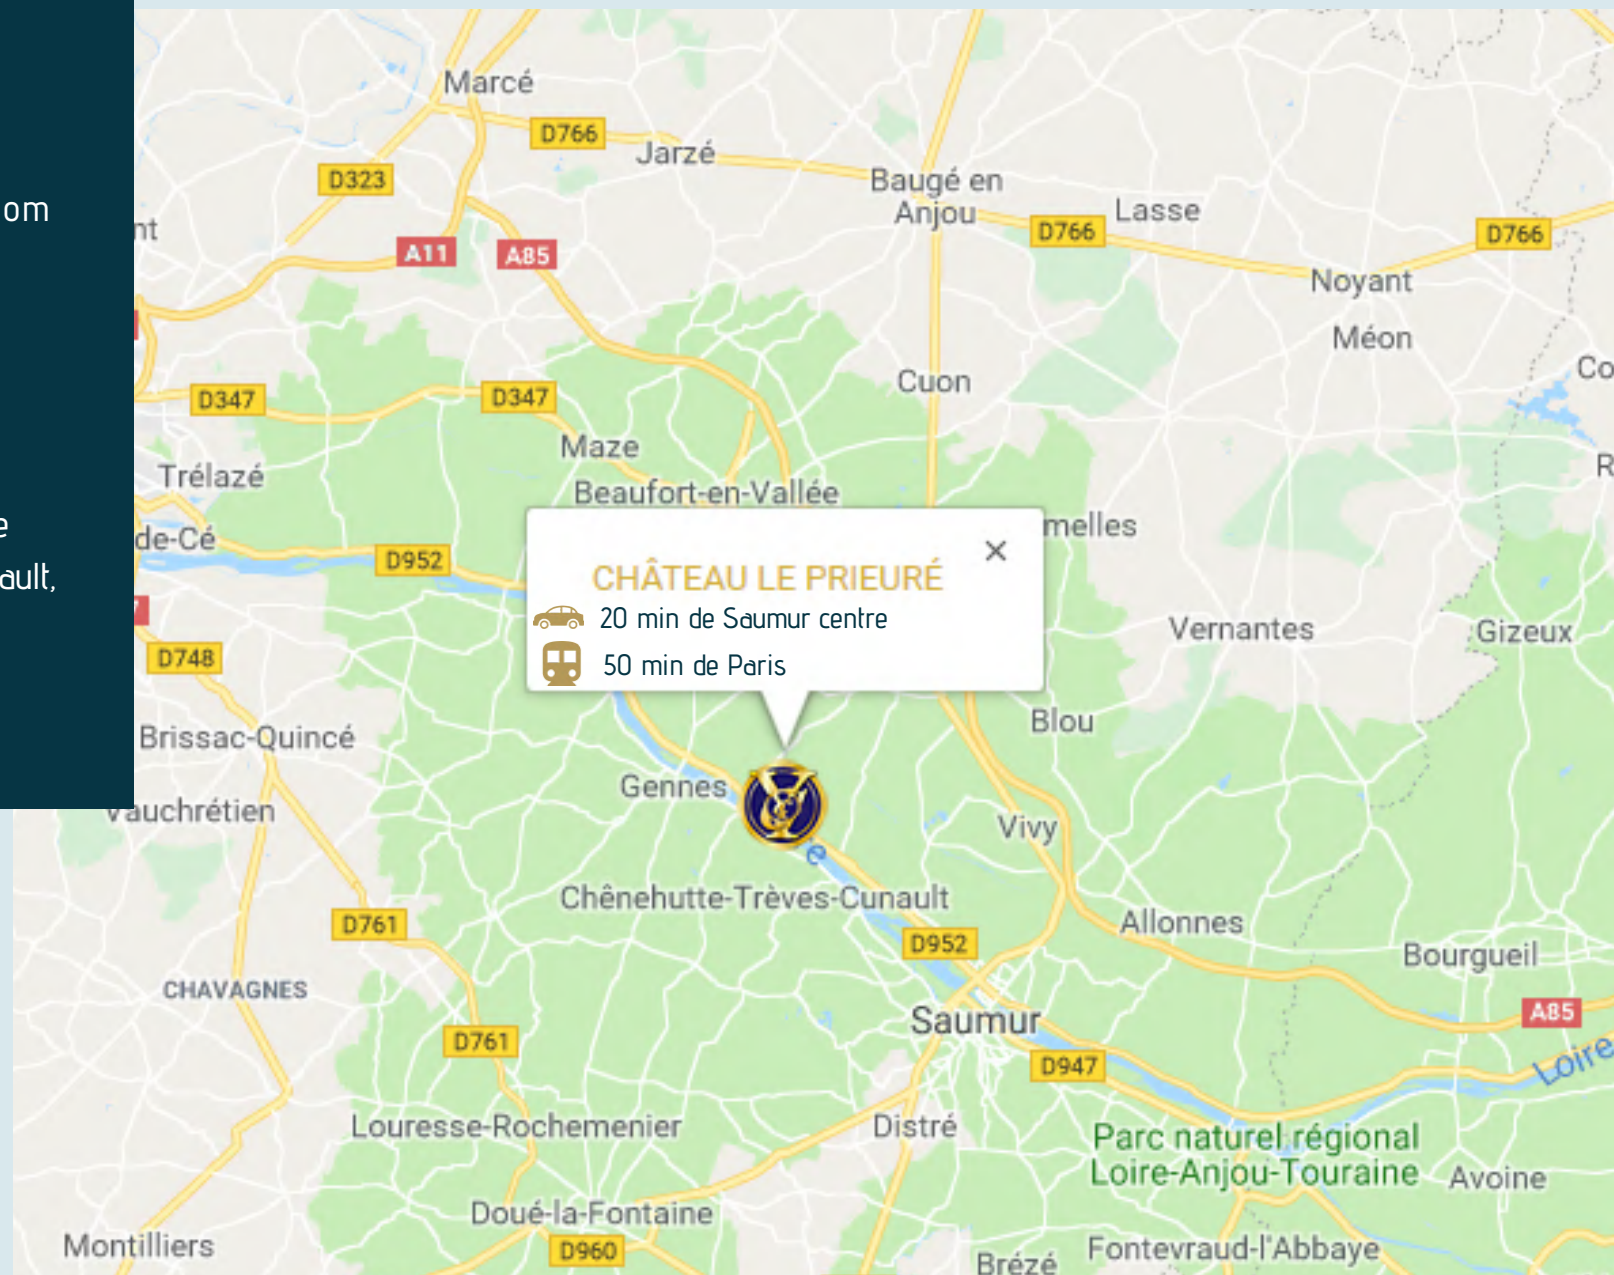 om
e
ault,
Marcé
D766
Jarzé
D323
Baugé en
Anjou
D766
Lasse
D766
nt
A11
A85
Noyant
Méon
Co
Cuon
D347
D347
Maze
Trélazé
R
Beaufort-en-Vallée
melles
de-Cé
D952
CHÂTEAU LE PRIEURÉ
20 min de Saumur centre
50 min de Paris
Vernantes
Gizeux
D748
Blou
Brissac-Quincé
Gennes
Vauchrétien
Vivy
e
Chênehutte-Trèves-Cunault
D761
Allonnes
D952
Bourgueil
CHAVAGNES
A85
Saumur
D761
Loire
D947
Louresse-Rochemenier
Distré
Parc naturel régional
Loire-Anjou-Touraine
Avoine
Doué-la-Fontaine
Montilliers
D960
Fontevraud-l'Abbaye
Brézé